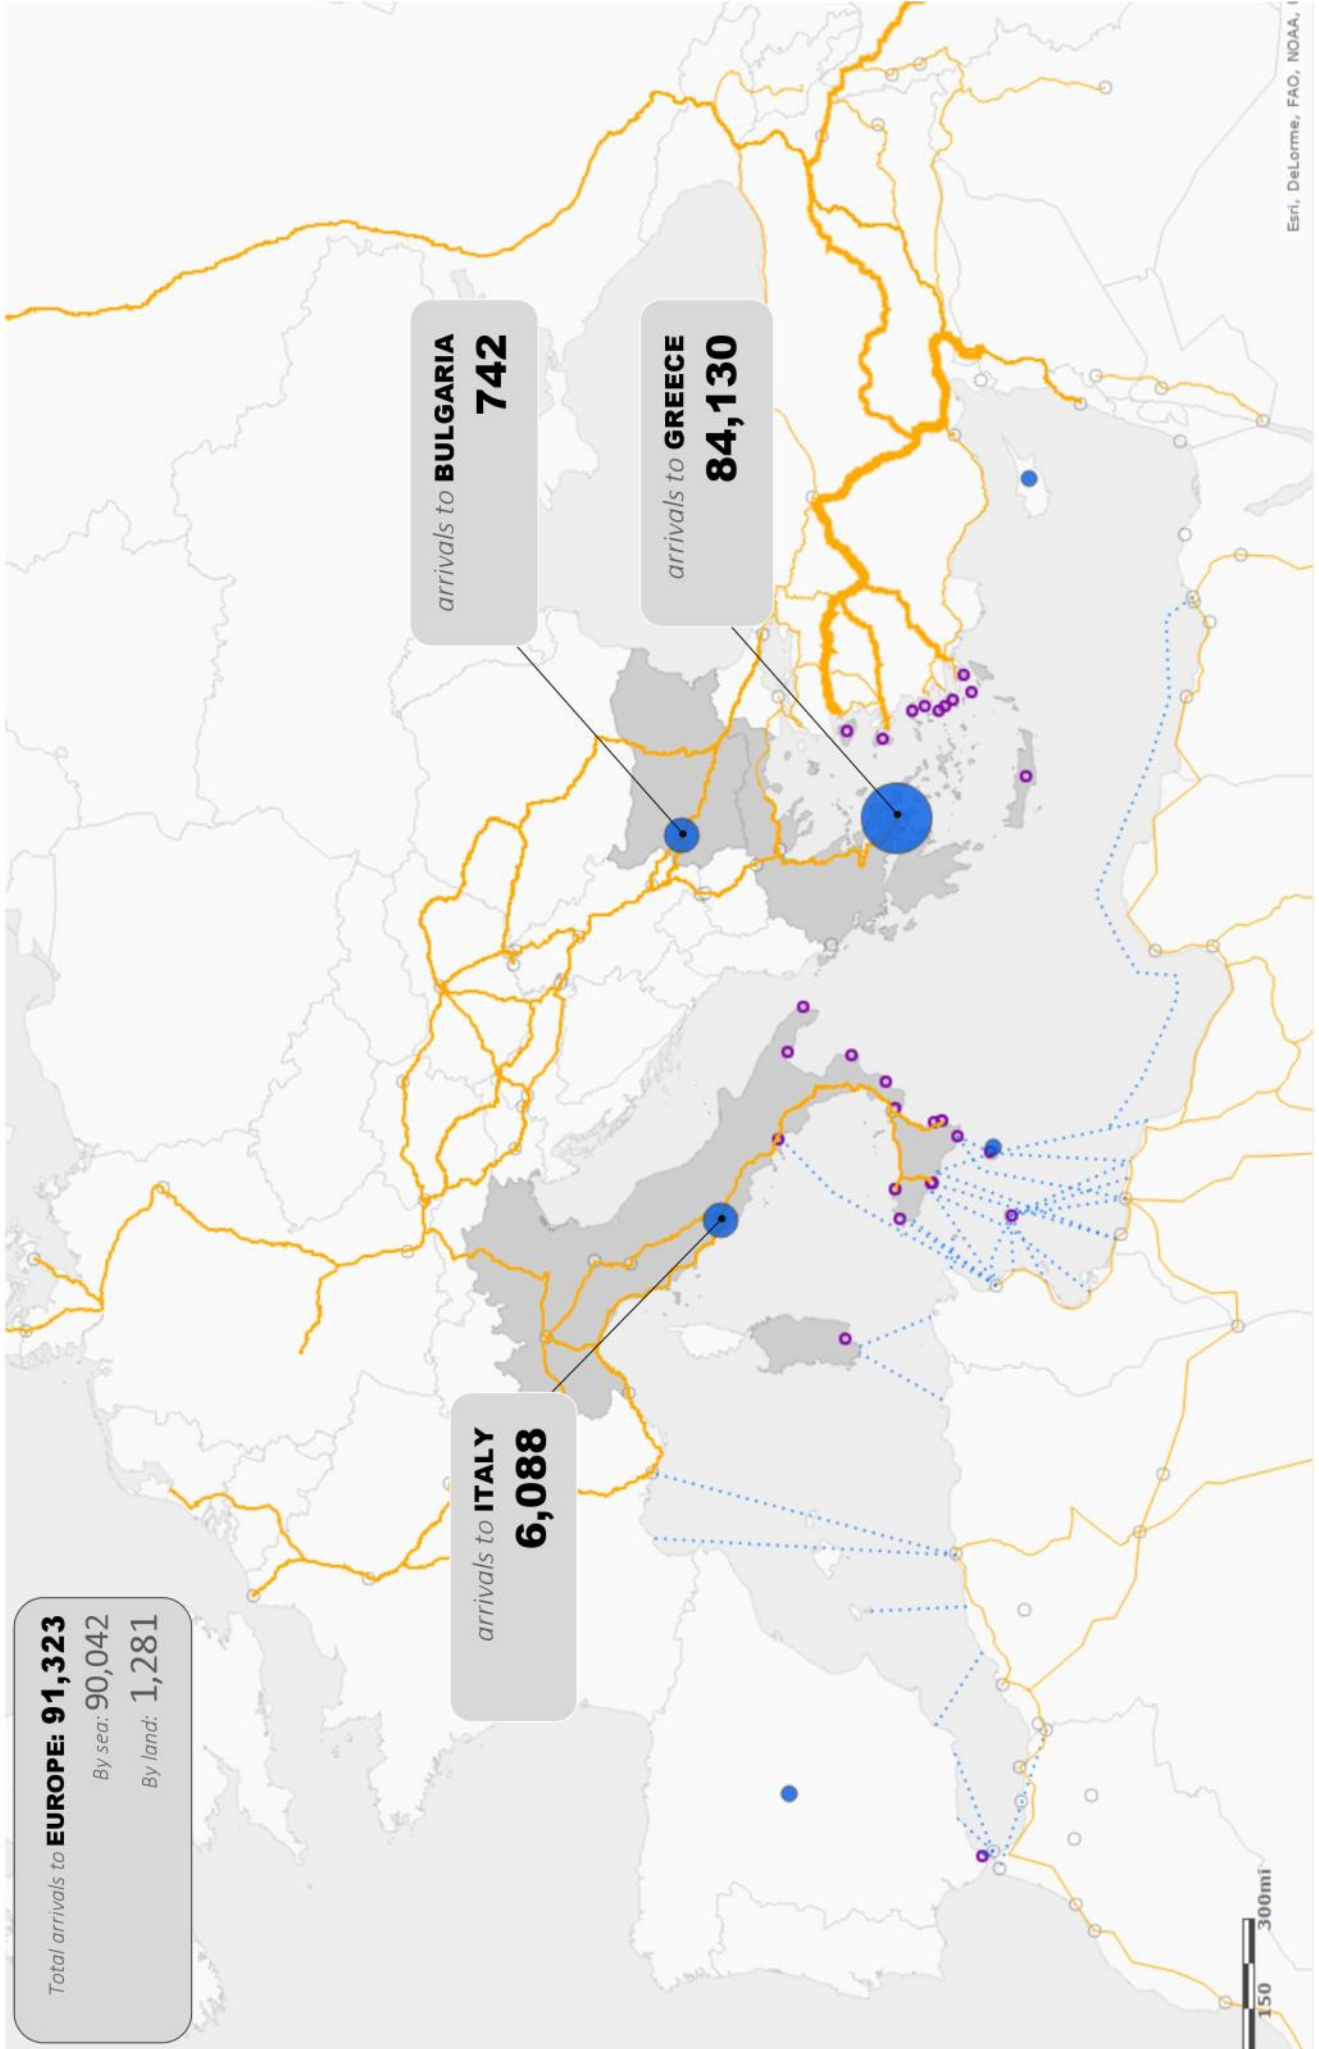 Total arrivals to EUROPE: 91,323
By sea: 90,042
By land: 1,281
arrivals to ITALY
6,088
arrivals to BULGARIA
742
arrivals to GREECE
84,130
150 300mi
Esri, DeLorme, FAO, NOAA,